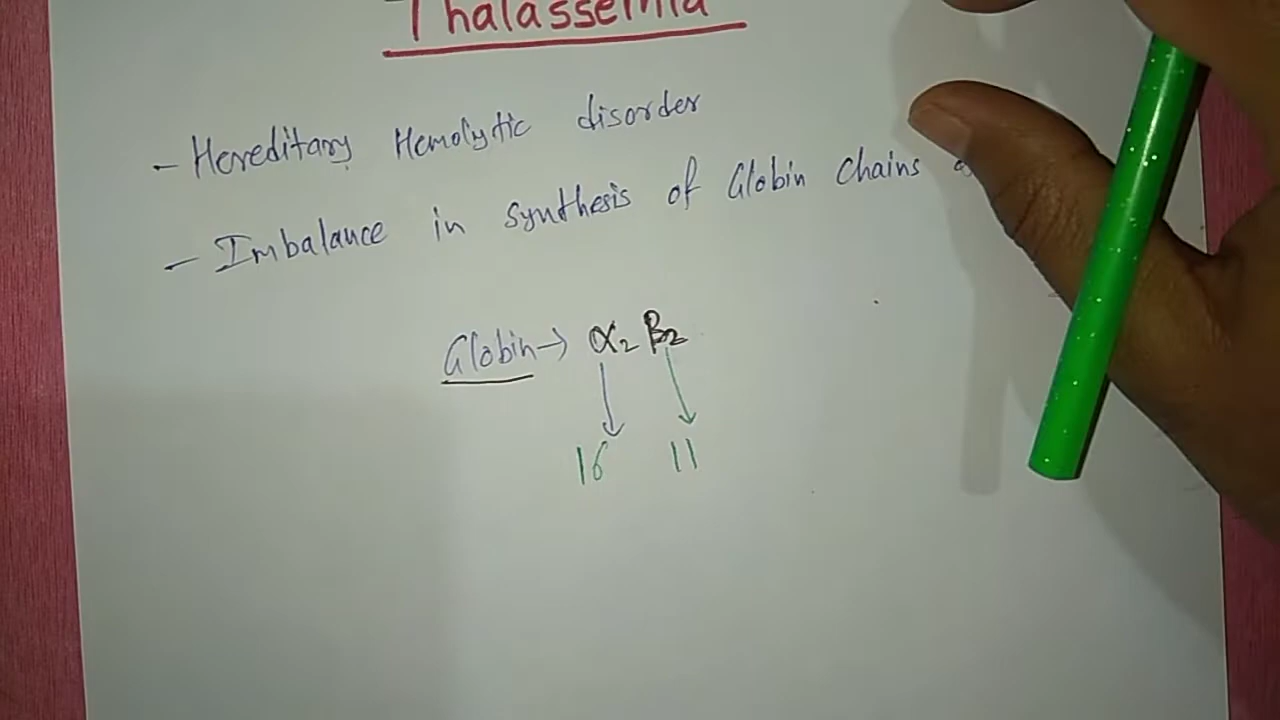 Thalassemia
- Hereditary Hemolytic disorder
- Imbalance in synthesis of Globin Chains
Globin → α₂ β₂
16 11